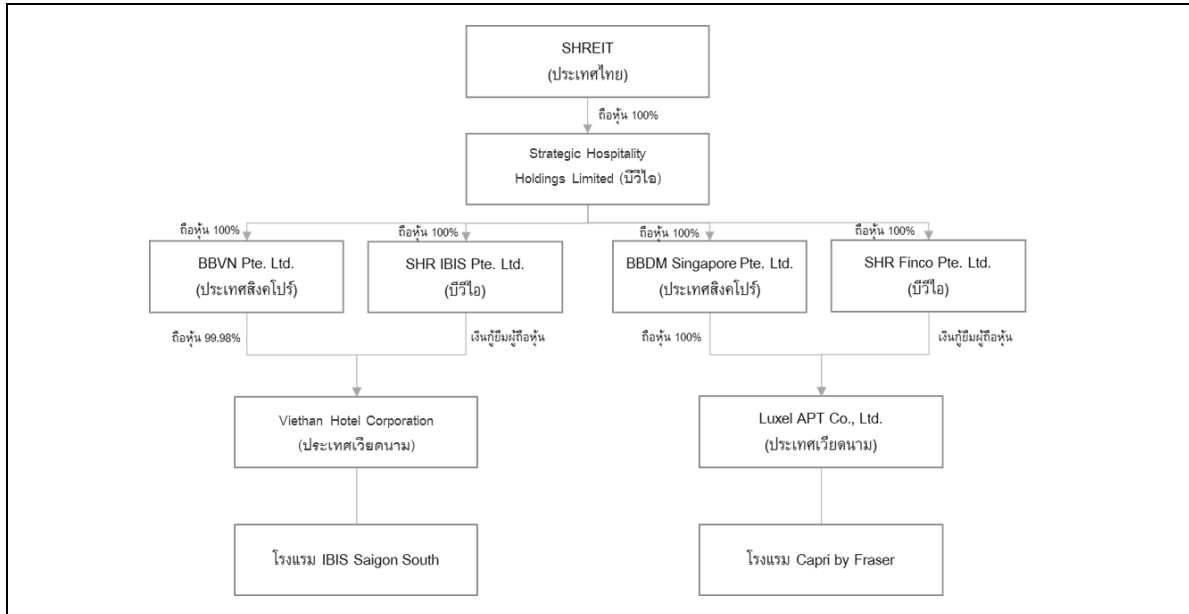 SHREIT
(ประเทศไทย)
ถือหุ้น 100%
Strategic Hospitality
Holdings Limited (บีวีไอ)
ถือหุ้น 100%
ถือหุ้น 100%
ถือหุ้น 100%
ถือหุ้น 100%
BBVN Pte. Ltd.
(ประเทศสิงคโปร์)
SHR IBIS Pte. Ltd.
(บีวีไอ)
BBDM Singapore Pte. Ltd.
(ประเทศสิงคโปร์)
SHR Finco Pte. Ltd.
(บีวีไอ)
ถือหุ้น 99.98%
เงินกู้ยืมผู้ถือหุ้น
ถือหุ้น 100%
เงินกู้ยืมผู้ถือหุ้น
Viethan Hotel Corporation
(ประเทศเวียดนาม)
Luxel APT Co., Ltd.
(ประเทศเวียดนาม)
โรงแรม IBIS Saigon South
โรงแรม Capri by Fraser